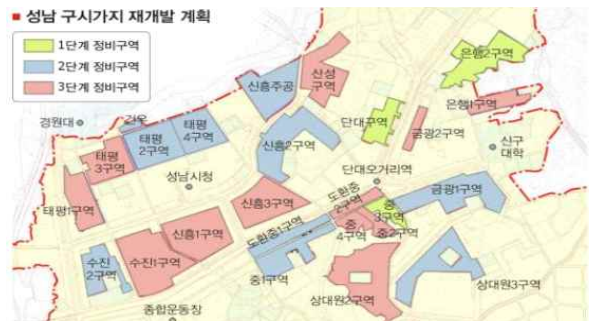 성남 구시가지 재개발 계획
1단계 정비구역
2단계 정비구역
3단계 정비구역
은행2구역
신흥주공
산성
구역
은행1구역
경원대
건우
태평
2구역
태평
4구역
단대구역
금광2구역
신구
대학
태평
3구역
신흥2구역
성남시청
단대오거리역
태평1구역
신흥3구역
도환중
2구역
금광1구역
중
3구역
도환중1구역
중
4구역
중2구역
신흥1구역
수진
2구역
수진1구역
중1구역
상대원2구역
상대원3구역
종합운동장